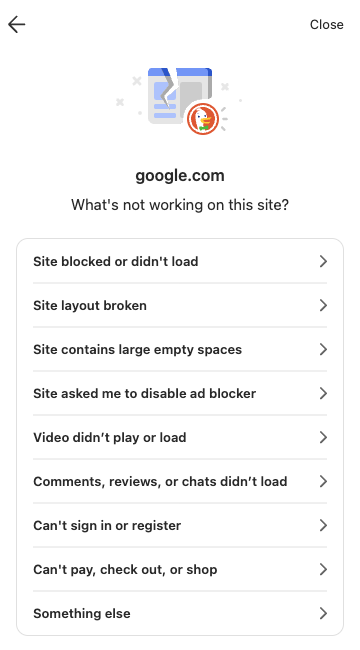 Close
google.com
What's not working on this site?
Site blocked or didn't load
Site layout broken
Site contains large empty spaces
Site asked me to disable ad blocker
Video didn’t play or load
Comments, reviews, or chats didn’t load
Can't sign in or register
Can't pay, check out, or shop
Something else